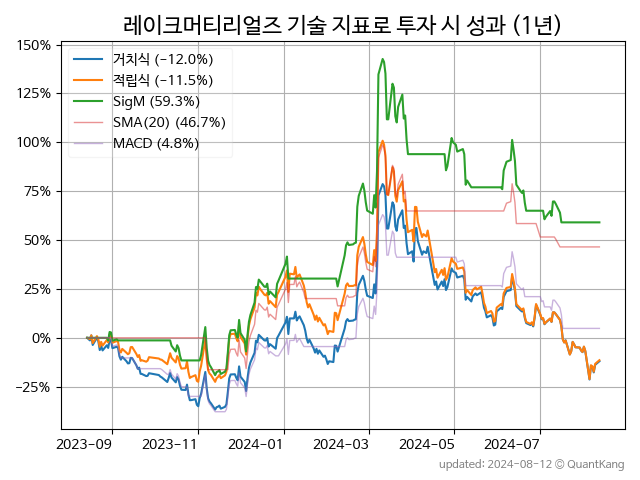 레이크머티리얼즈 기술 지표로 투자 시 성과 (1년)
150%
125%
100%
75%
50%
25%
0%
−25%
거치식 (-12.0%)
적립식 (-11.5%)
SigM (59.3%)
SMA(20) (46.7%)
MACD (4.8%)
2023-09
2023-11
2024-01
2024-03
2024-05
2024-07
updated: 2024-08-12 © QuantKang